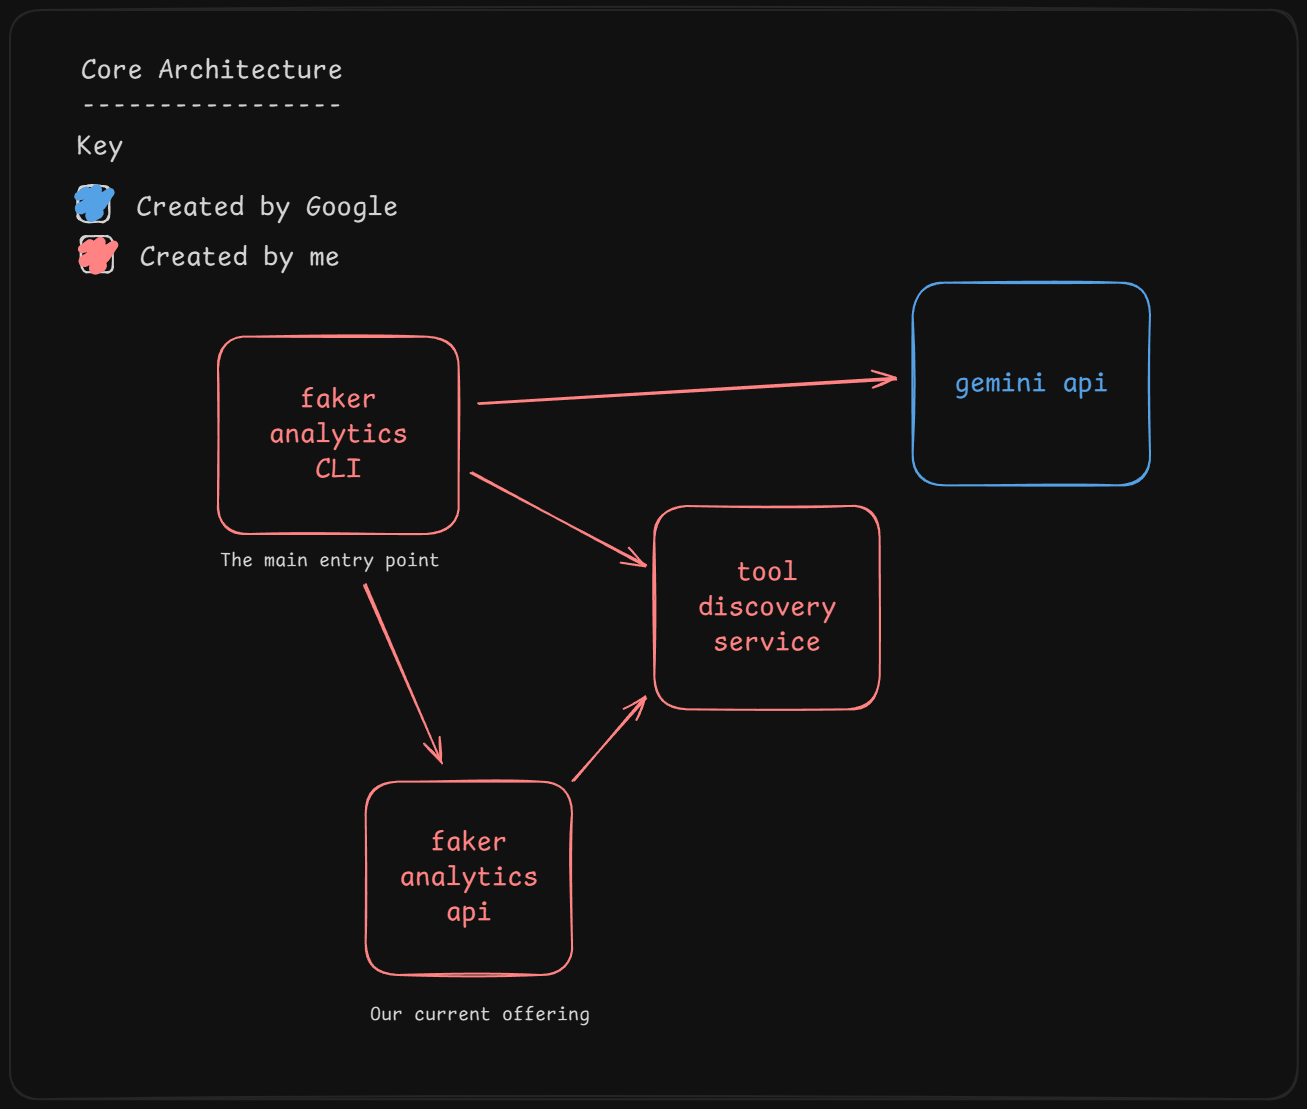 Core Architecture
-----------------
Key
Created by Google
Created by me
faker
analytics
CLI
The main entry point
gemini api
tool
discovery
service
faker
analytics
api
Our current offering